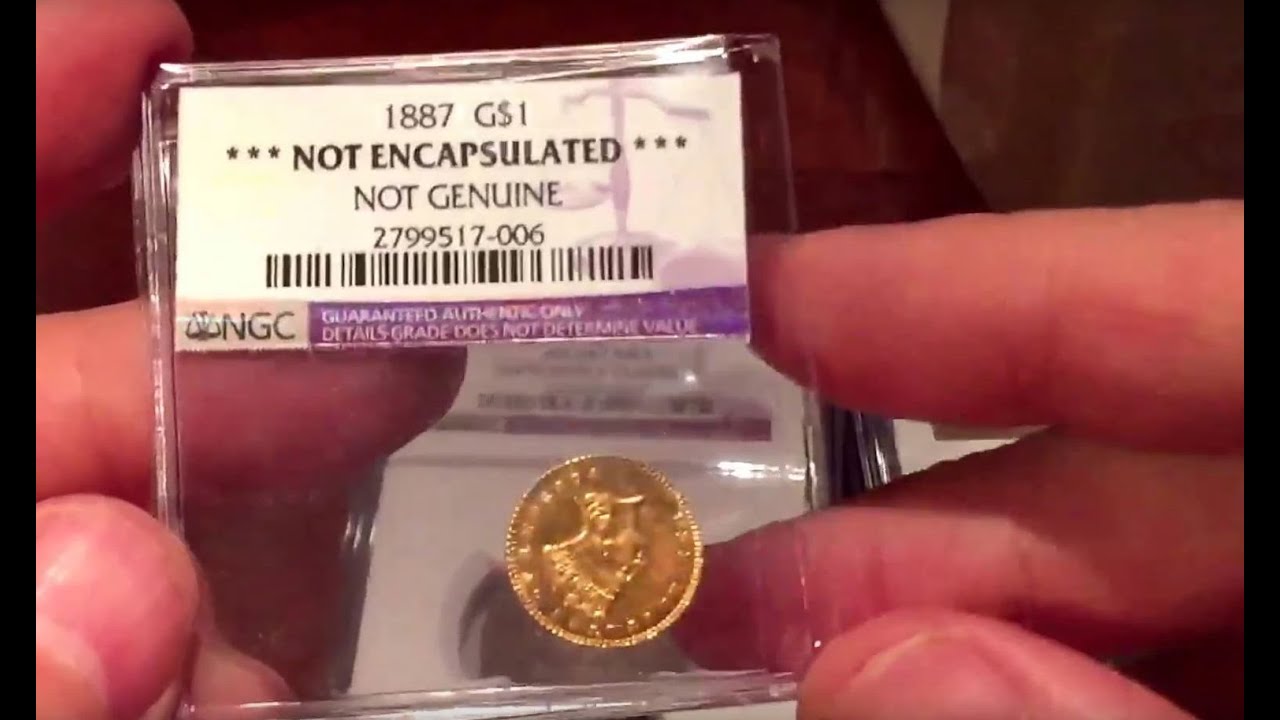 1887 G$1
*** NOT ENCAPSULATED ***
NOT GENUINE
2799517-006
NGC
GUARANTEED AUTHENTIC ONLY
DETAILS GRADE DOES NOT DETERMINE VALUE